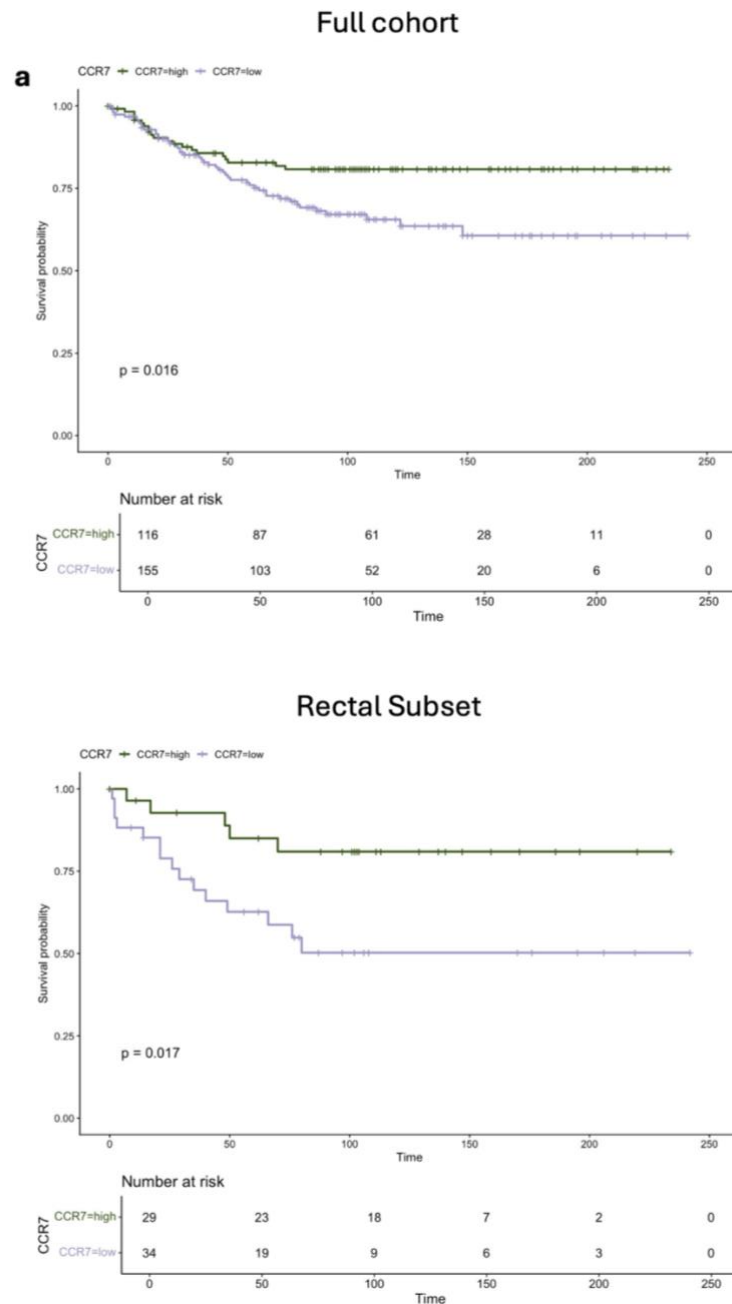 Full cohort
a
CCR7 CCR7=high CCR7=low
1.00
0.75
0.50
0.25
0.00
Survival probability
p = 0.016
0 50 100 150 200 250
Time
Number at risk
CCR7
CCR7=high 116 87 61 28 11 0
CCR7=low 155 103 52 20 6 0
0 50 100 150 200 250
Time
Rectal Subset
CCR7 CCR7=high CCR7=low
1.00
0.75
0.50
0.25
0.00
Survival probability
p = 0.017
0 50 100 150 200 250
Time
Number at risk
CCR7
CCR7=high 29 23 18 7 2 0
CCR7=low 34 19 9 6 3 0
0 50 100 150 200 250
Time